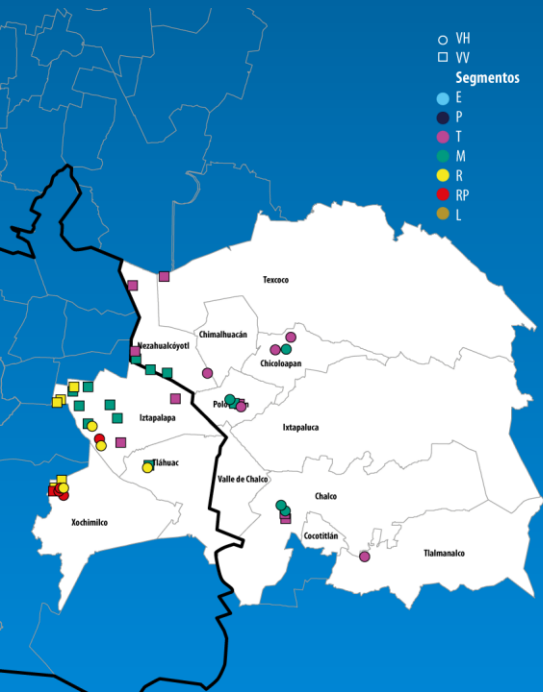 VH
VV
Segmentos
E
P
T
M
R
RP
L
Texcoco
Chimalhuacán
Nezahualcóyotl
Chicoloapan
Iztapalapa
Ixtapaluca
Tláhuac
Valle de Chalco
Chalco
Xochimilco
Cocotitlán
Tlalmanalco